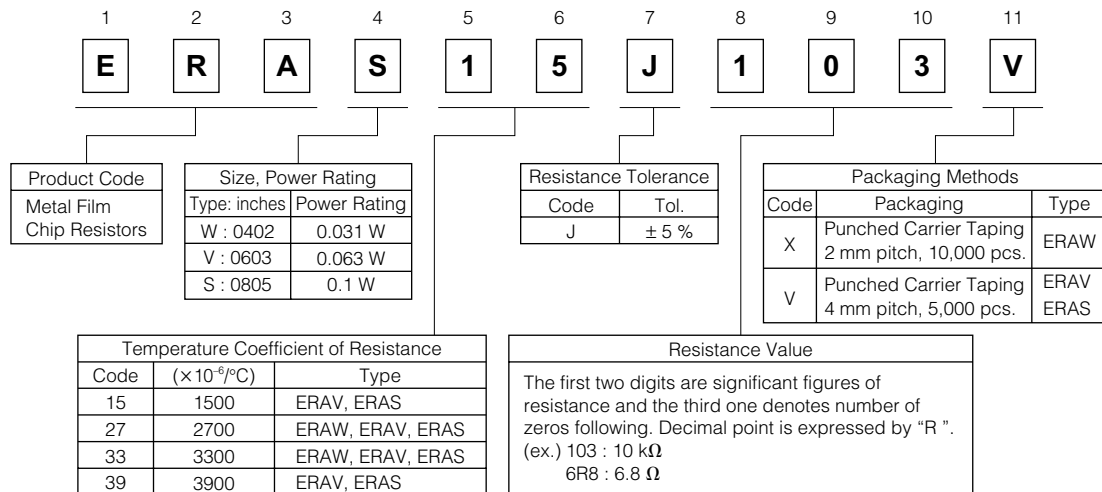 1 2 3 4 5 6 7 8 9 10 11
E R A S 1 5 J 1 0 3 V
Product Code
Metal Film
Chip Resistors
Size, Power Rating
Type: inches Power Rating
W : 0402 0.031 W
V : 0603 0.063 W
S : 0805 0.1 W
Resistance Tolerance
Code Tol.
J ± 5 %
Packaging Methods
Code Packaging Type
X Punched Carrier Taping 2 mm pitch, 10,000 pcs. ERAW
V Punched Carrier Taping 4 mm pitch, 5,000 pcs. ERAV ERAS
Temperature Coefficient of Resistance
Code (×10⁻⁶/°C) Type
15 1500 ERAV, ERAS
27 2700 ERAW, ERAV, ERAS
33 3300 ERAW, ERAV, ERAS
39 3900 ERAV, ERAS
Resistance Value
The first two digits are significant figures of
resistance and the third one denotes number of
zeros following. Decimal point is expressed by “R ”.
(ex.) 103 : 10 kΩ
6R8 : 6.8 Ω